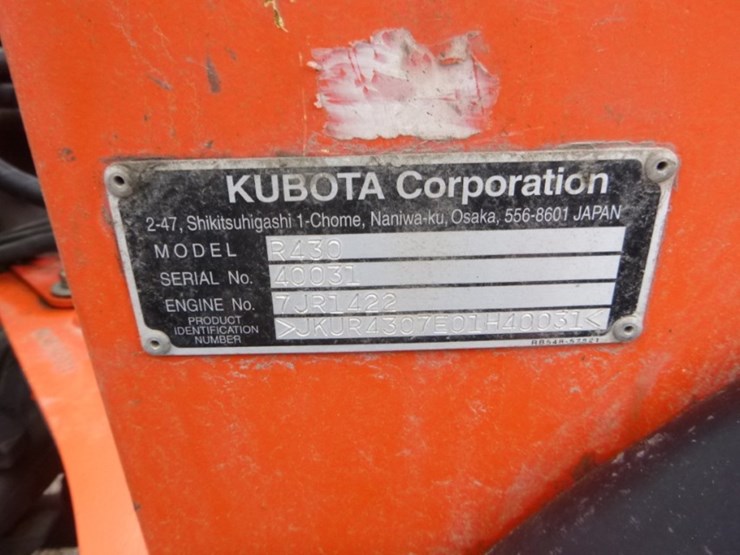 KUBOTA Corporation
2-47, Shikitsuhigashi 1-Chome, Naniwa-ku, Osaka, 556-8601 JAPAN
MODEL R430
SERIAL No. 40031
ENGINE No. 7JR1422
PRODUCT IDENTIFICATION NUMBER >JKUR4307E01H40031<